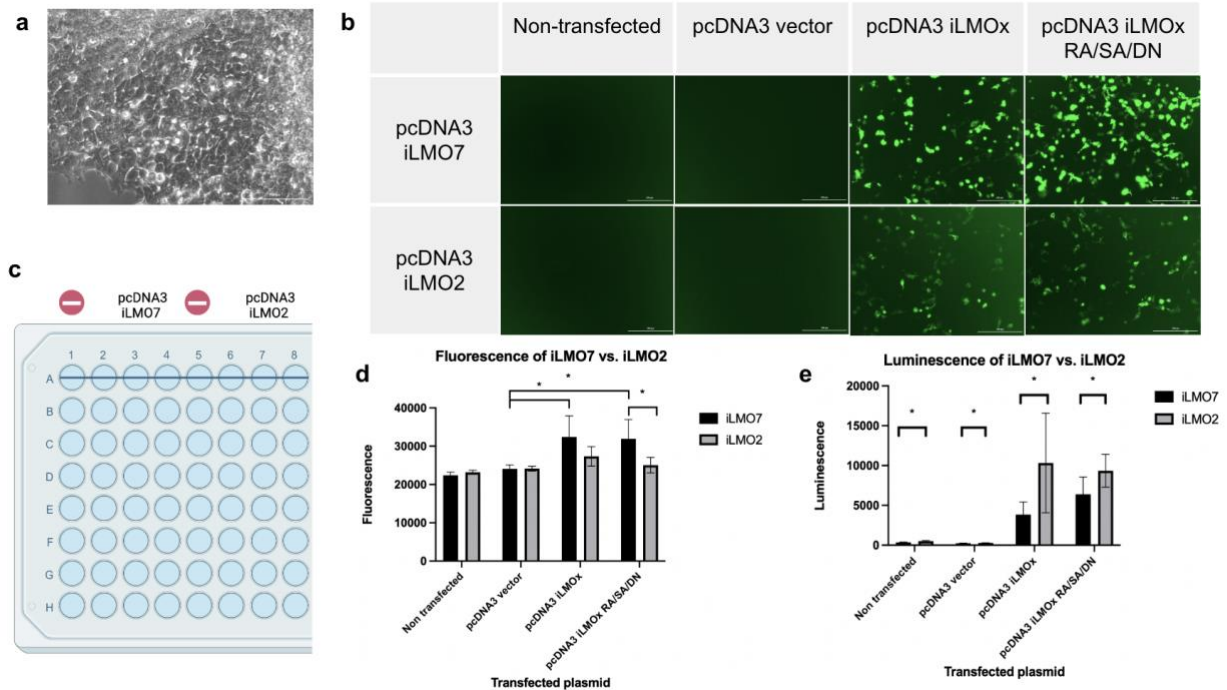 a
b
Non-transfected
pcDNA3 vector
pcDNA3 iLMOx
pcDNA3 iLMOx
RA/SA/DN
pcDNA3
iLMO7
pcDNA3
iLMO2
c
pcDNA3
iLMO7
pcDNA3
iLMO2
1 2 3 4 5 6 7 8
A
B
C
D
E
F
G
H
d
Fluorescence of iLMO7 vs. iLMO2
* *
*
40000
30000
20000
10000
0
Fluorescence
iLMO7
iLMO2
Non transfected
pcDNA3 vector
pcDNA3 iLMOx
pcDNA3 iLMOx RA/SA/DN
Transfected plasmid
e
Luminescence of iLMO7 vs. iLMO2
* *
* *
20000
15000
10000
5000
0
Luminescence
iLMO7
iLMO2
Non transfected
pcDNA3 vector
pcDNA3 iLMOx
pcDNA3 iLMOx RA/SA/DN
Transfected plasmid